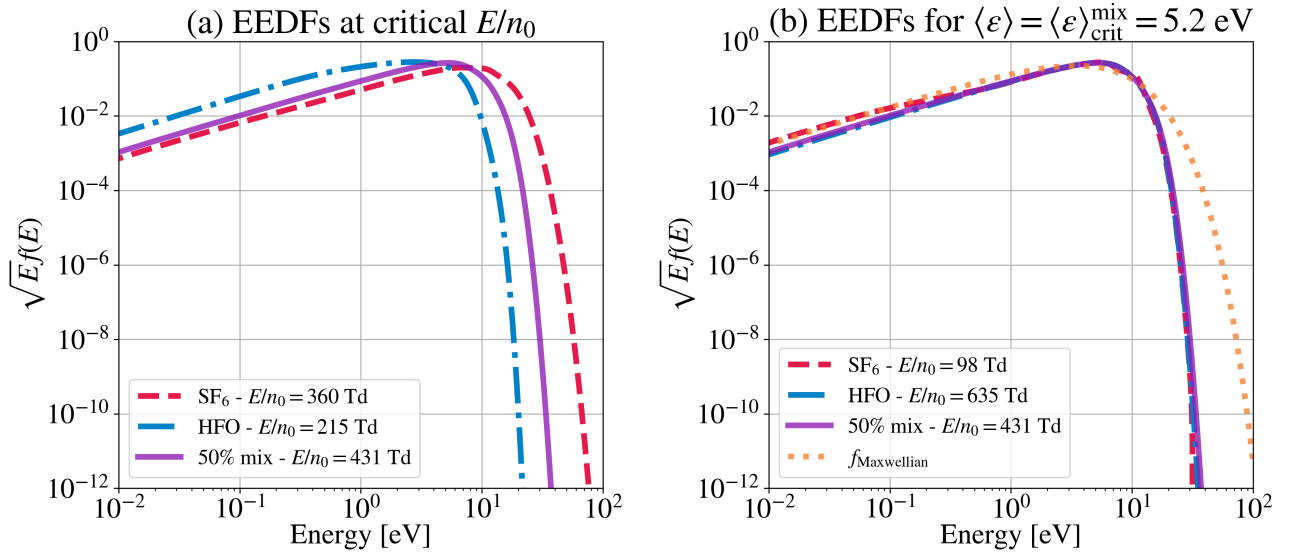 (a) EEDFs at critical E/n₀
10⁰
10⁻²
10⁻⁴
10⁻⁶
10⁻⁸
10⁻¹⁰
10⁻¹²
√E f(E)
SF₆ - E/n₀ = 360 Td
HFO - E/n₀ = 215 Td
50% mix - E/n₀ = 431 Td
10⁻² 10⁻¹ 10⁰ 10¹ 10²
Energy [eV]
(b) EEDFs for ⟨ε⟩ = ⟨ε⟩ᵐⁱˣ_crit = 5.2 eV
10⁰
10⁻²
10⁻⁴
10⁻⁶
10⁻⁸
10⁻¹⁰
10⁻¹²
√E f(E)
SF₆ - E/n₀ = 98 Td
HFO - E/n₀ = 635 Td
50% mix - E/n₀ = 431 Td
f_Maxwellian
10⁻² 10⁻¹ 10⁰ 10¹ 10²
Energy [eV]